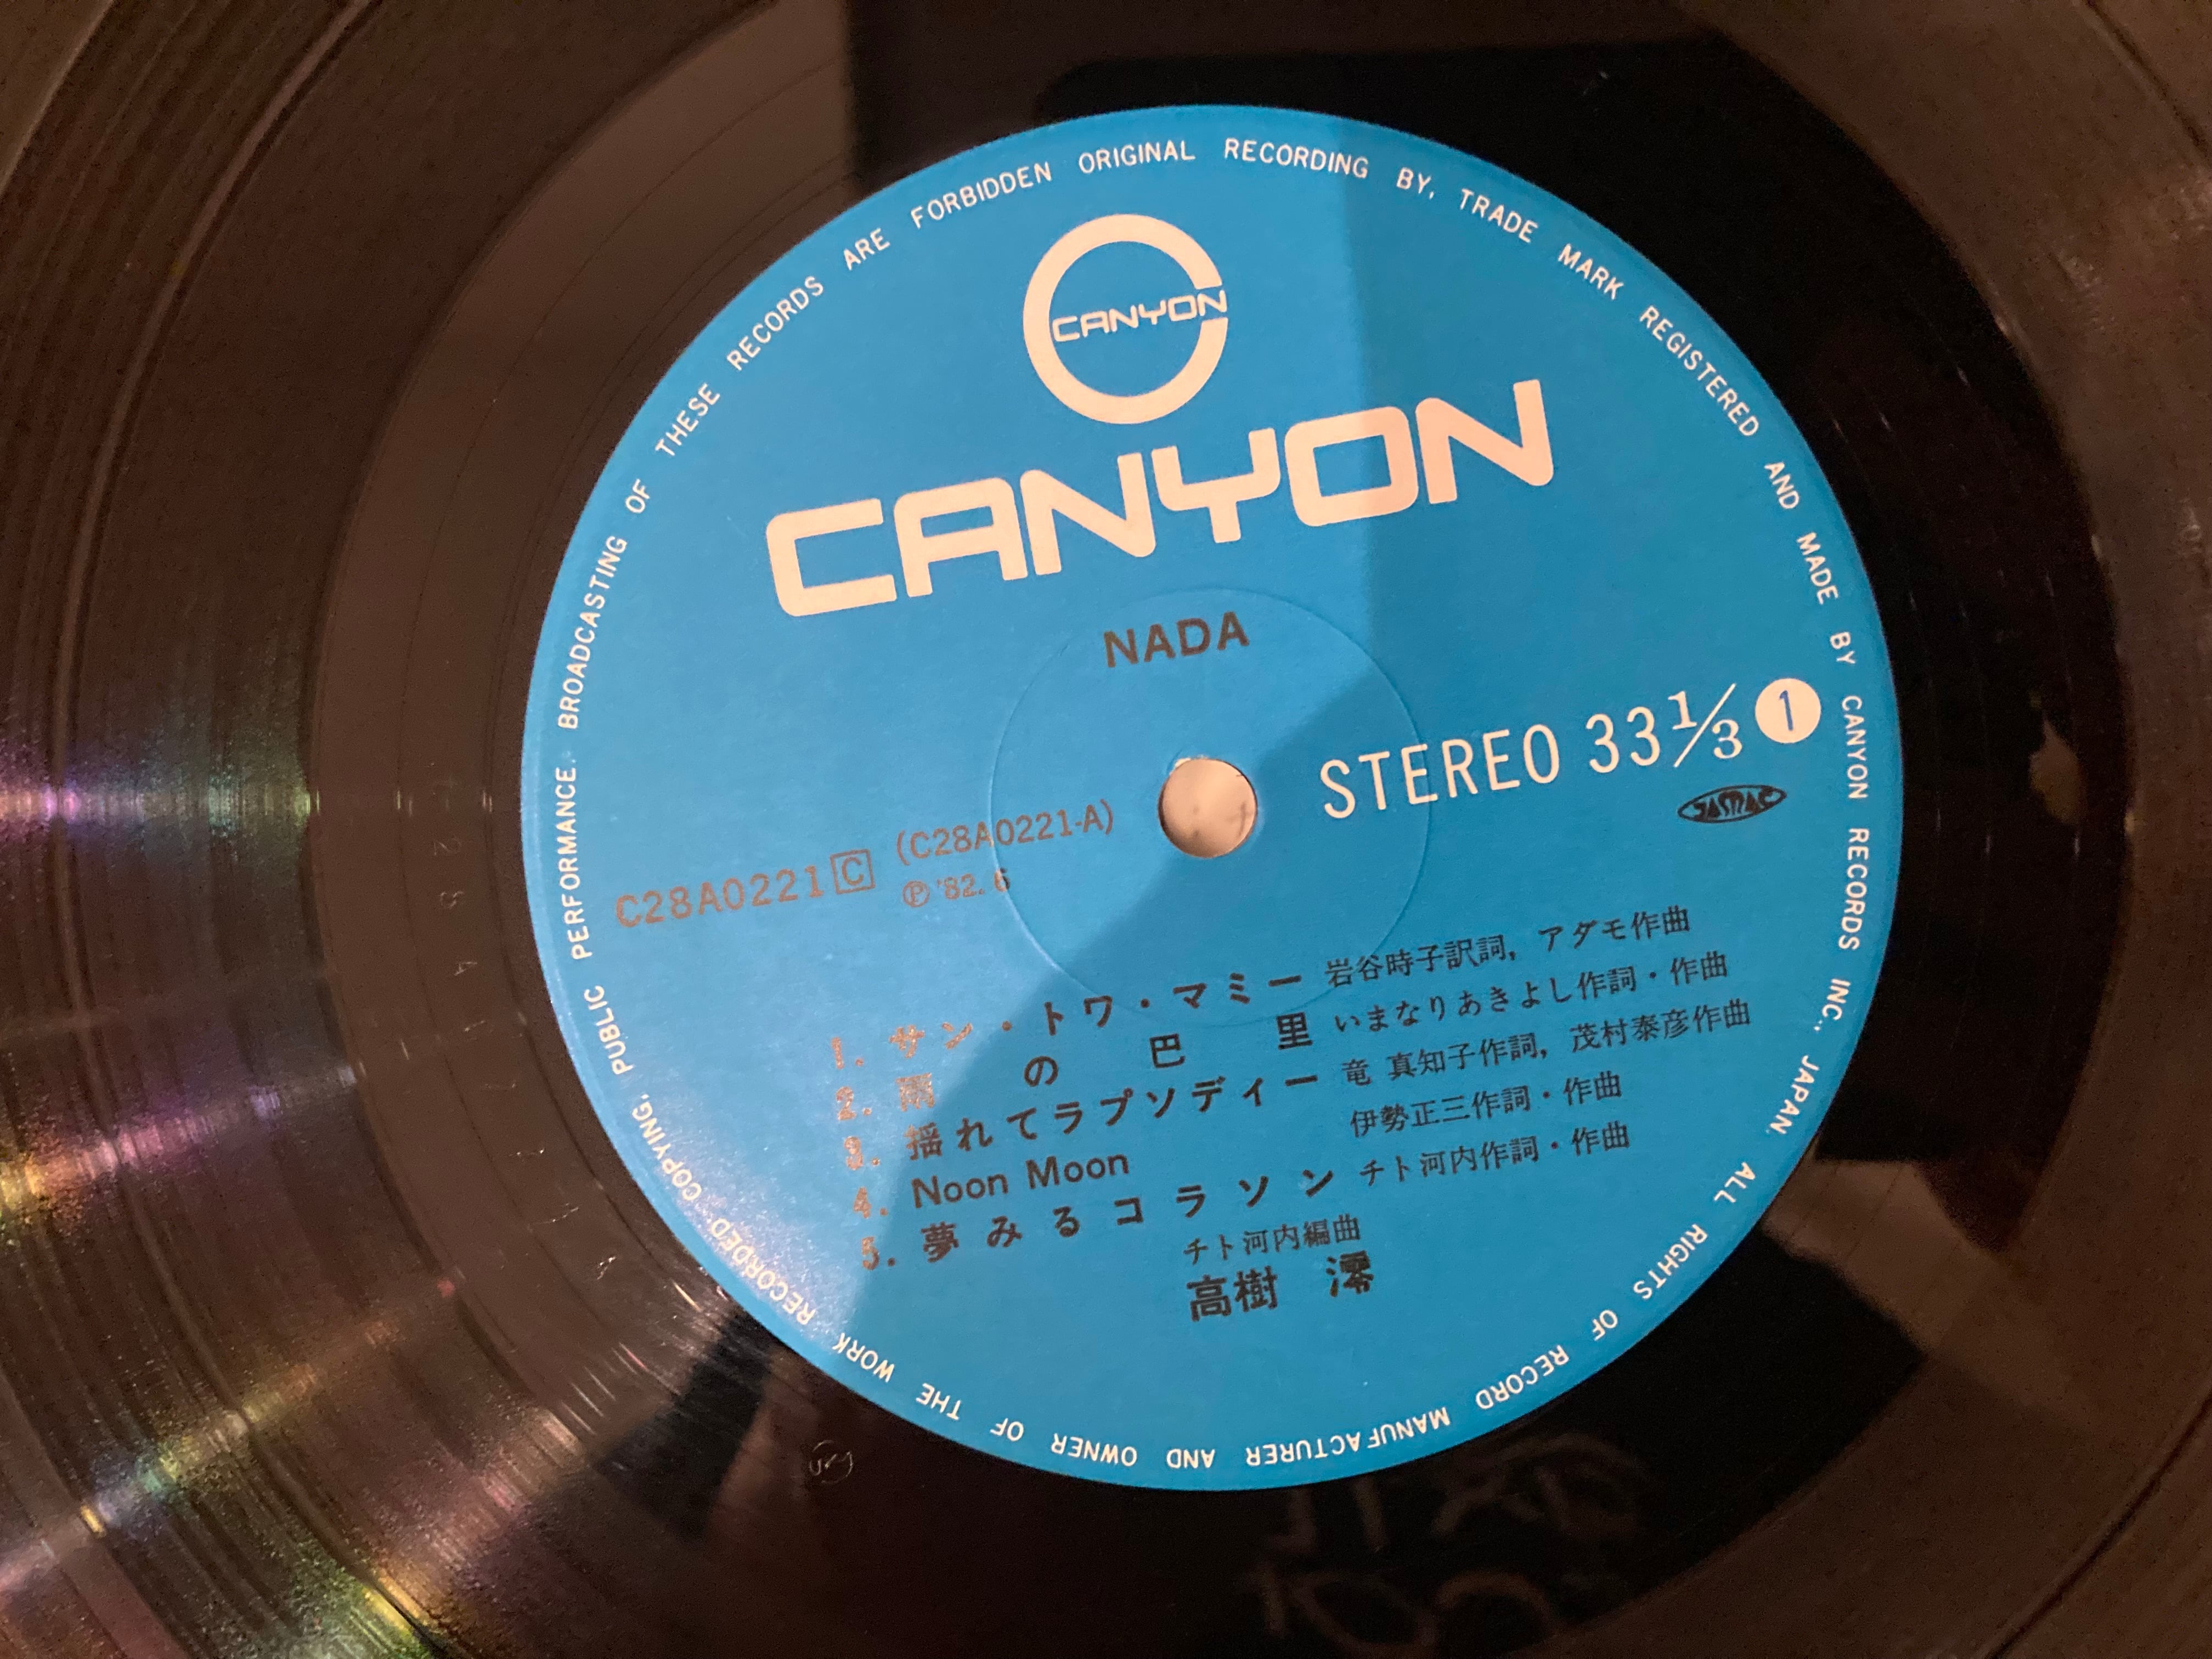 CANYON
CANYON
NADA
STEREO 33 1/3 1
JASRAC
C28A0221 C (C28A0221-A)
Ⓟ '82. 6
1. サン・トワ・マミー 岩谷時子訳詞, アダモ作曲
2. 雨の巴里 いまなりあきよし作詞・作曲
3. 揺れてラプソディー 竜 真知子作詞, 茂村泰彦作曲
4. Noon Moon 伊勢正三作詞・作曲
5. 夢みるコラソン チト河内作詞・作曲
チト河内編曲
高樹 澪
ALL RIGHTS OF RECORD MANUFACTURER AND OWNER OF THE WORK RECORDED. COPYING, PUBLIC PERFORMANCE. BROADCASTING OF THESE RECORDS ARE FORBIDDEN ORIGINAL RECORDING BY, TRADE MARK REGISTERED AND MADE BY CANYON RECORDS INC., JAPAN.